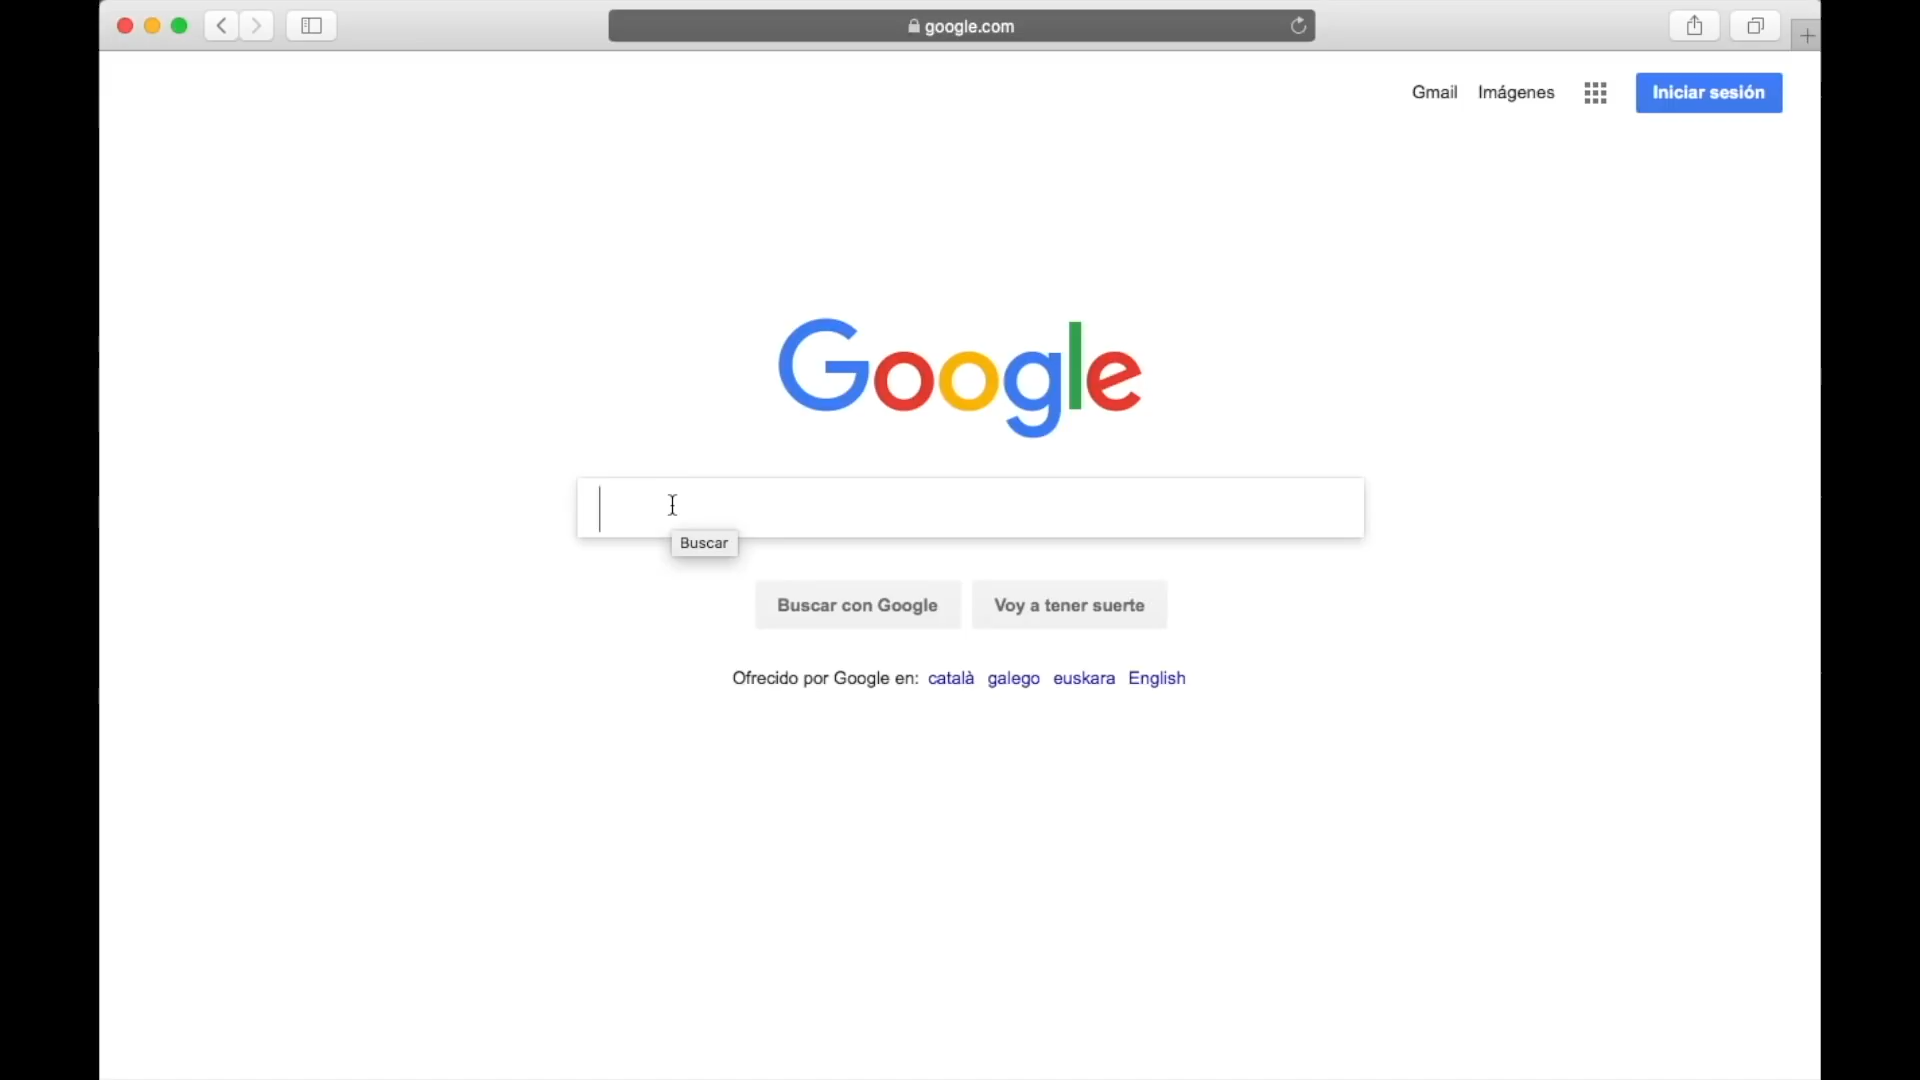 google.com
Gmail Imágenes Iniciar sesión
Google
Buscar
Buscar con Google Voy a tener suerte
Ofrecido por Google en: català galego euskara English